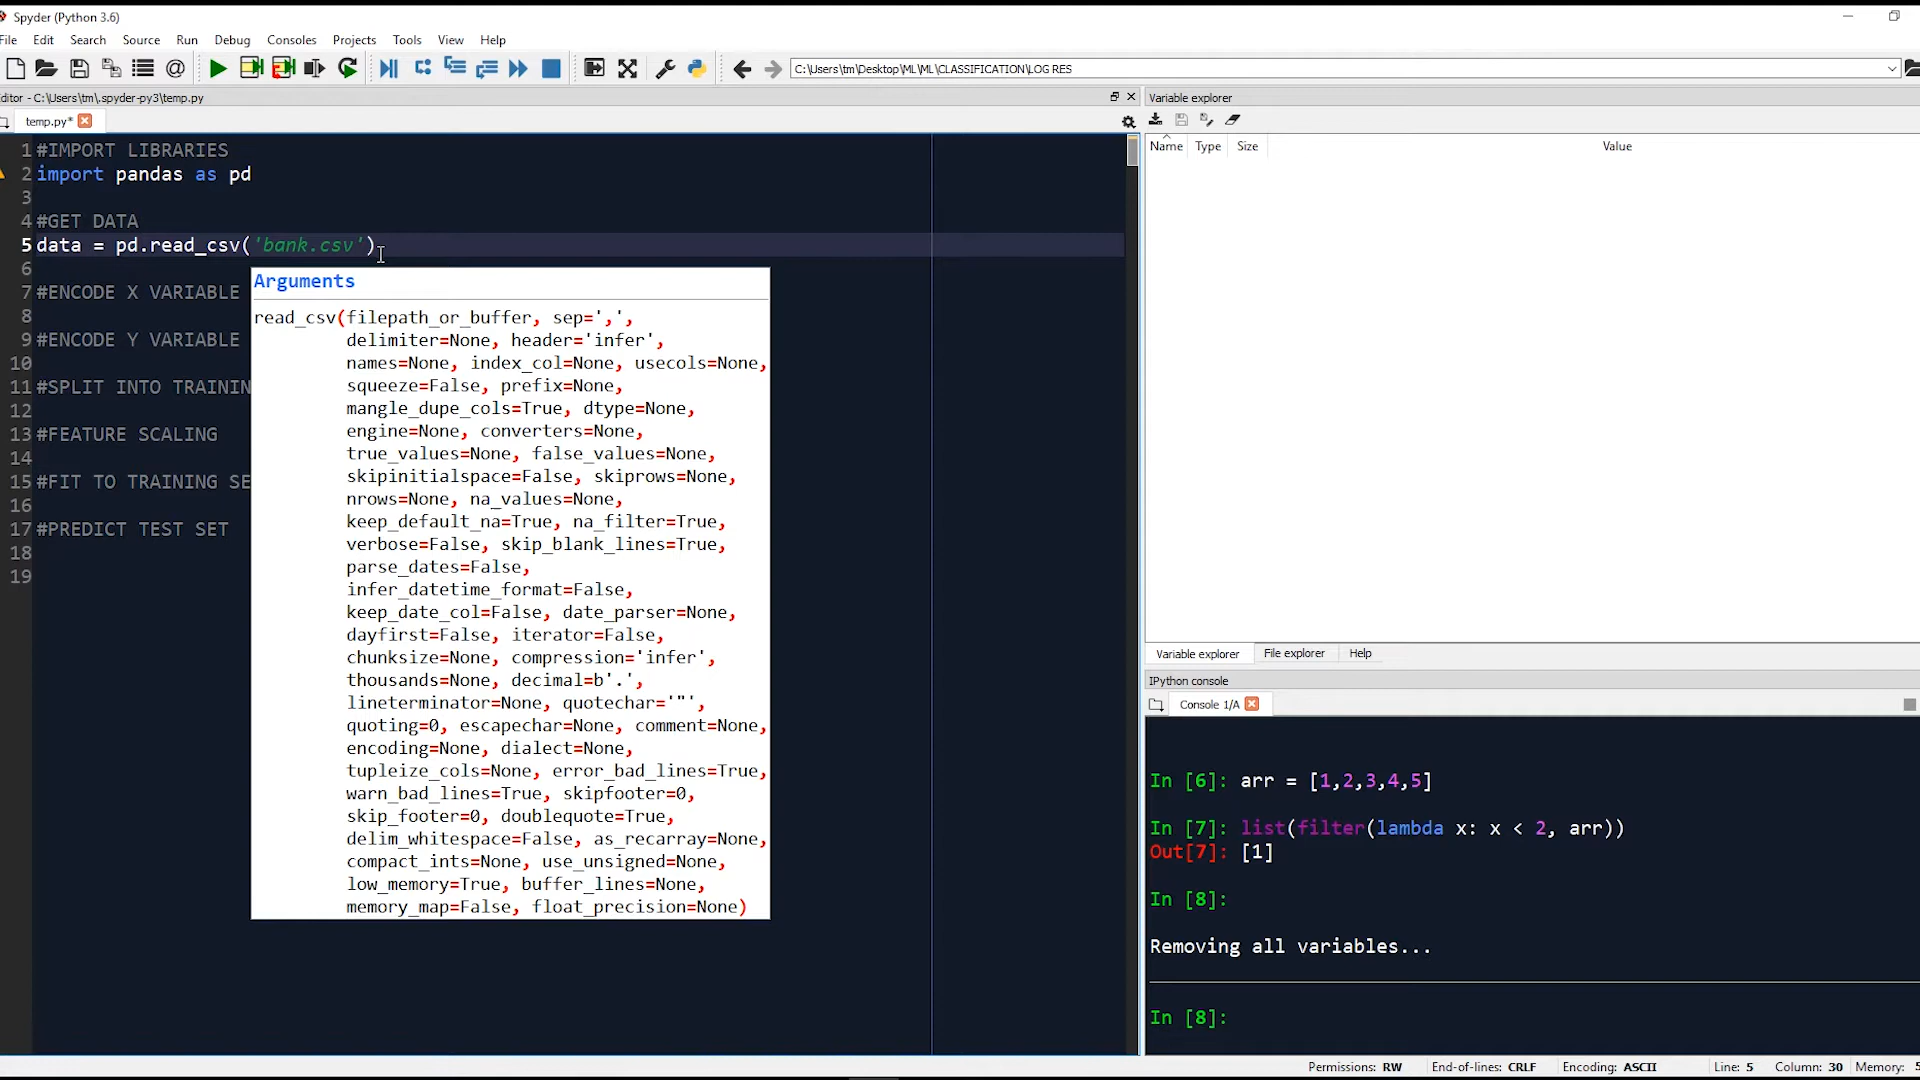 Spyder (Python 3.6)
File Edit Search Source Run Debug Consoles Projects Tools View Help
C:\Users\tm\Desktop\ML\ML\CLASSIFICATION\LOG RES
ditor - C:\Users\tm\.spyder-py3\temp.py
temp.py*
1 #IMPORT LIBRARIES
2 import pandas as pd
3
4 #GET DATA
5 data = pd.read_csv('bank.csv')
6
7 #ENCODE X VARIABLE
8
9 #ENCODE Y VARIABLE
10
11 #SPLIT INTO TRAININ
12
13 #FEATURE SCALING
14
15 #FIT TO TRAINING SE
16
17 #PREDICT TEST SET
18
19
Arguments
read_csv(filepath_or_buffer, sep=',',
delimiter=None, header='infer',
names=None, index_col=None, usecols=None,
squeeze=False, prefix=None,
mangle_dupe_cols=True, dtype=None,
engine=None, converters=None,
true_values=None, false_values=None,
skipinitialspace=False, skiprows=None,
nrows=None, na_values=None,
keep_default_na=True, na_filter=True,
verbose=False, skip_blank_lines=True,
parse_dates=False,
infer_datetime_format=False,
keep_date_col=False, date_parser=None,
dayfirst=False, iterator=False,
chunksize=None, compression='infer',
thousands=None, decimal=b'.',
lineterminator=None, quotechar='"',
quoting=0, escapechar=None, comment=None,
encoding=None, dialect=None,
tupleize_cols=None, error_bad_lines=True,
warn_bad_lines=True, skipfooter=0,
skip_footer=0, doublequote=True,
delim_whitespace=False, as_recarray=None,
compact_ints=None, use_unsigned=None,
low_memory=True, buffer_lines=None,
memory_map=False, float_precision=None)
Variable explorer
Name Type Size Value
Variable explorer File explorer Help
IPython console
Console 1/A
In [6]: arr = [1,2,3,4,5]
In [7]: list(filter(lambda x: x < 2, arr))
Out[7]: [1]
In [8]:
Removing all variables...
In [8]:
Permissions: RW End-of-lines: CRLF Encoding: ASCII Line: 5 Column: 30 Memory: